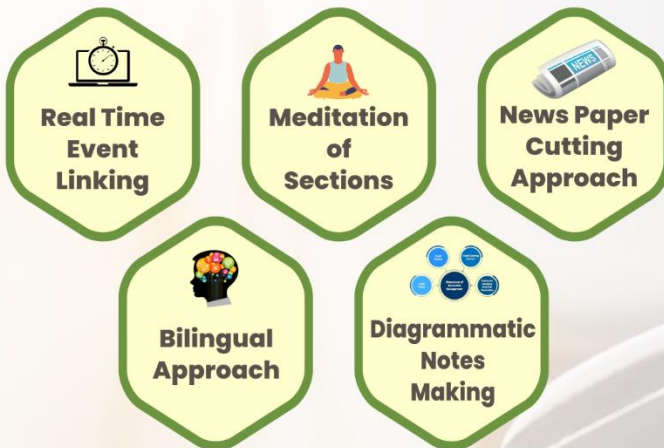 Real Time
Event
Linking
Meditation
of
Sections
NEWS
News Paper
Cutting
Approach
Bilingual
Approach
Diagrammatic
Notes
Making